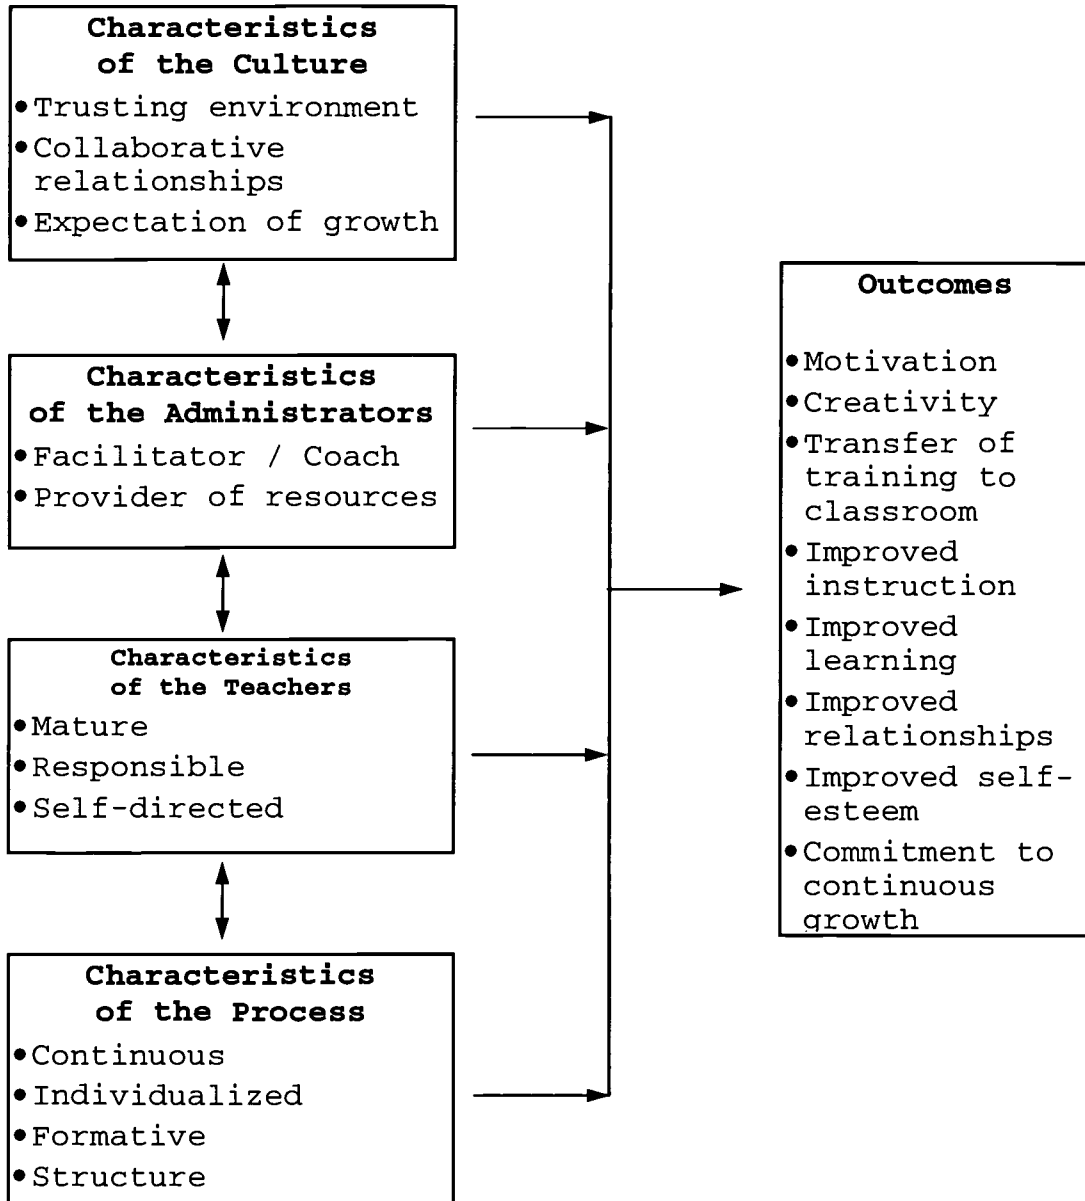 Characteristics
of the Culture
•Trusting environment
•Collaborative
relationships
•Expectation of growth
Characteristics
of the Administrators
•Facilitator / Coach
•Provider of resources
Characteristics
of the Teachers
•Mature
•Responsible
•Self-directed
Characteristics
of the Process
•Continuous
•Individualized
•Formative
•Structure
Outcomes
•Motivation
•Creativity
•Transfer of
training to
classroom
•Improved
instruction
•Improved
learning
•Improved
relationships
•Improved self-
esteem
•Commitment to
continuous
growth